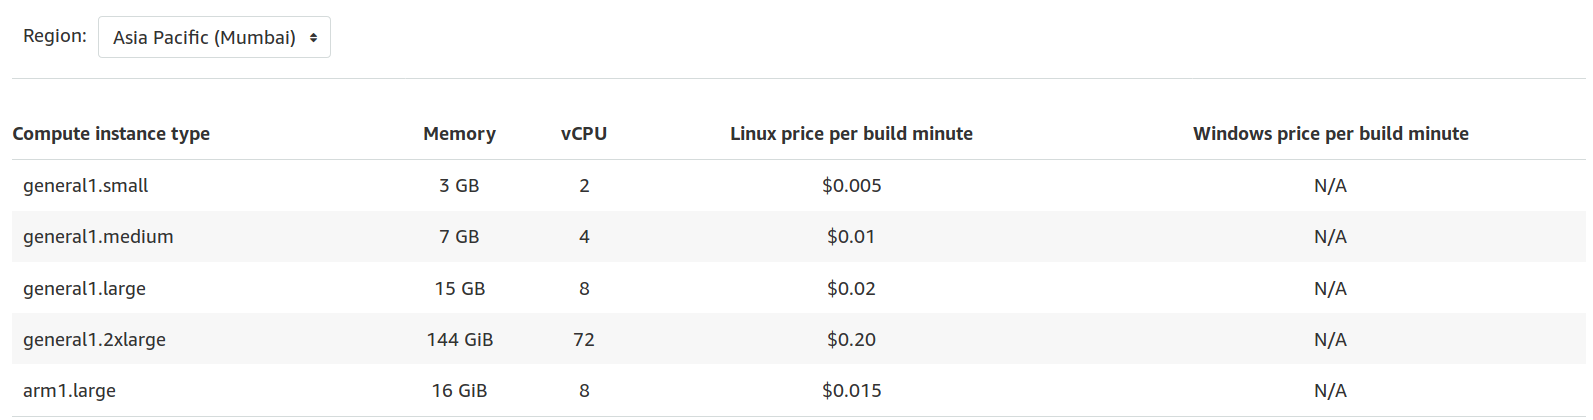 Region: Asia Pacific (Mumbai)
Compute instance type Memory vCPU Linux price per build minute Windows price per build minute
general1.small 3 GB 2 $0.005 N/A
general1.medium 7 GB 4 $0.01 N/A
general1.large 15 GB 8 $0.02 N/A
general1.2xlarge 144 GiB 72 $0.20 N/A
arm1.large 16 GiB 8 $0.015 N/A